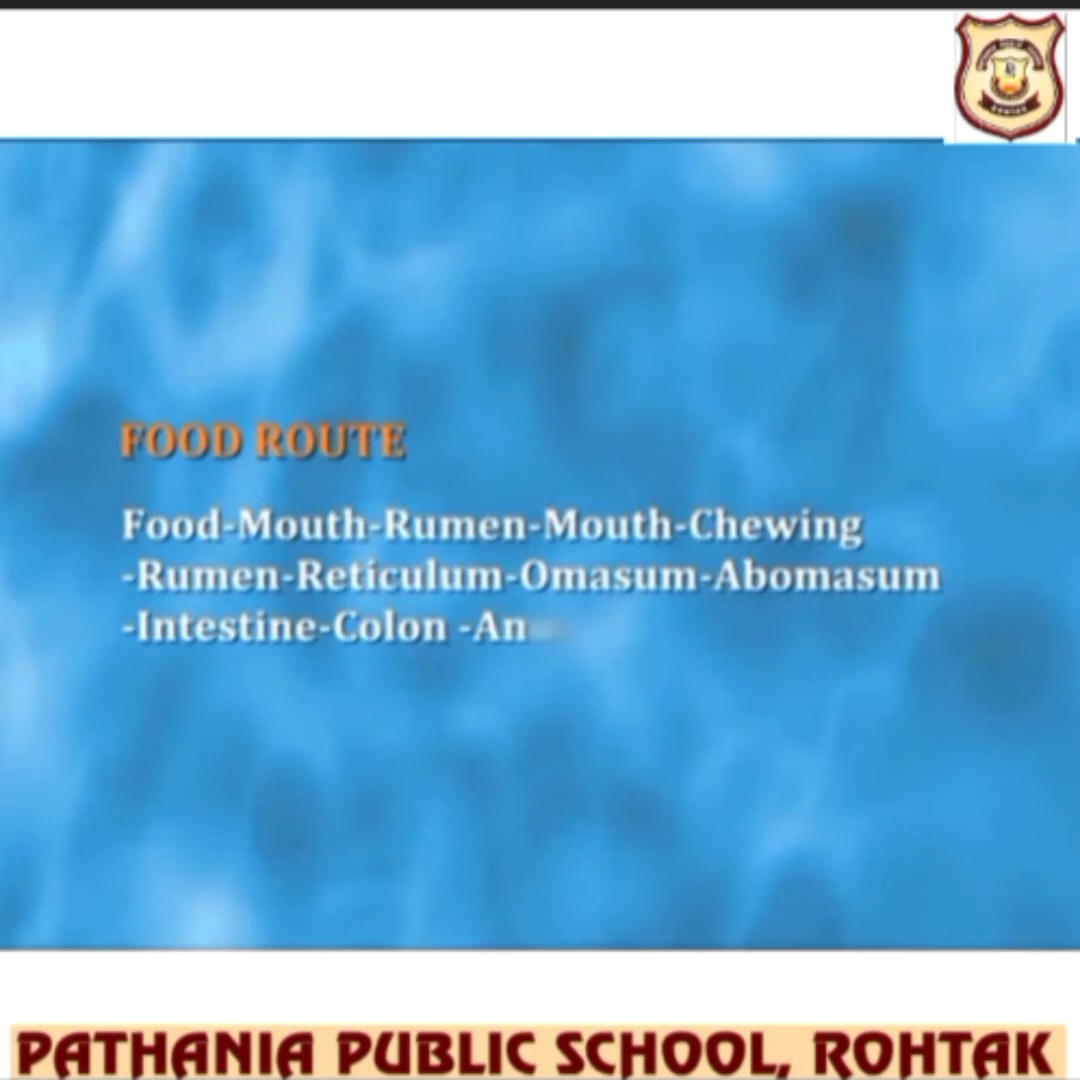 FOOD ROUTE
Food-Mouth-Rumen-Mouth-Chewing
-Rumen-Reticulum-Omasum-Abomasum
-Intestine-Colon -An
PATHANIA PUBLIC SCHOOL, ROHTAK